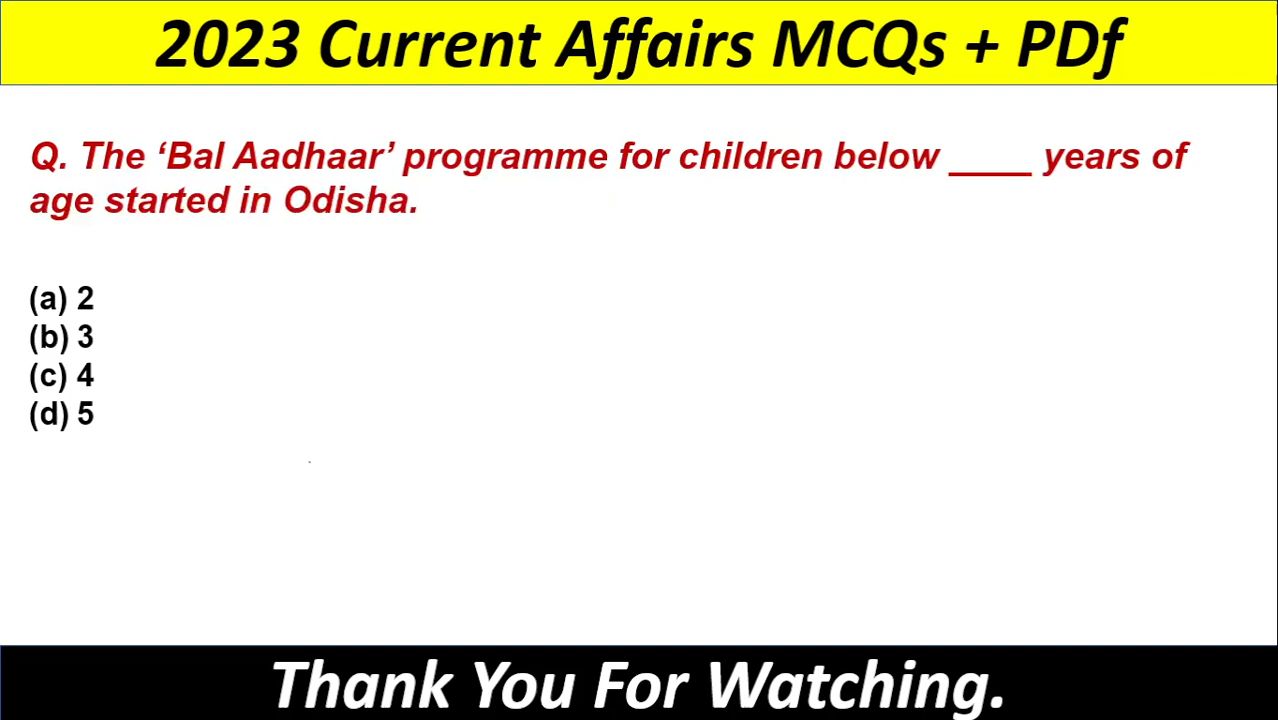 2023 Current Affairs MCQs + PDf
Q. The ‘Bal Aadhaar’ programme for children below ____ years of
age started in Odisha.
(a) 2
(b) 3
(c) 4
(d) 5
Thank You For Watching.